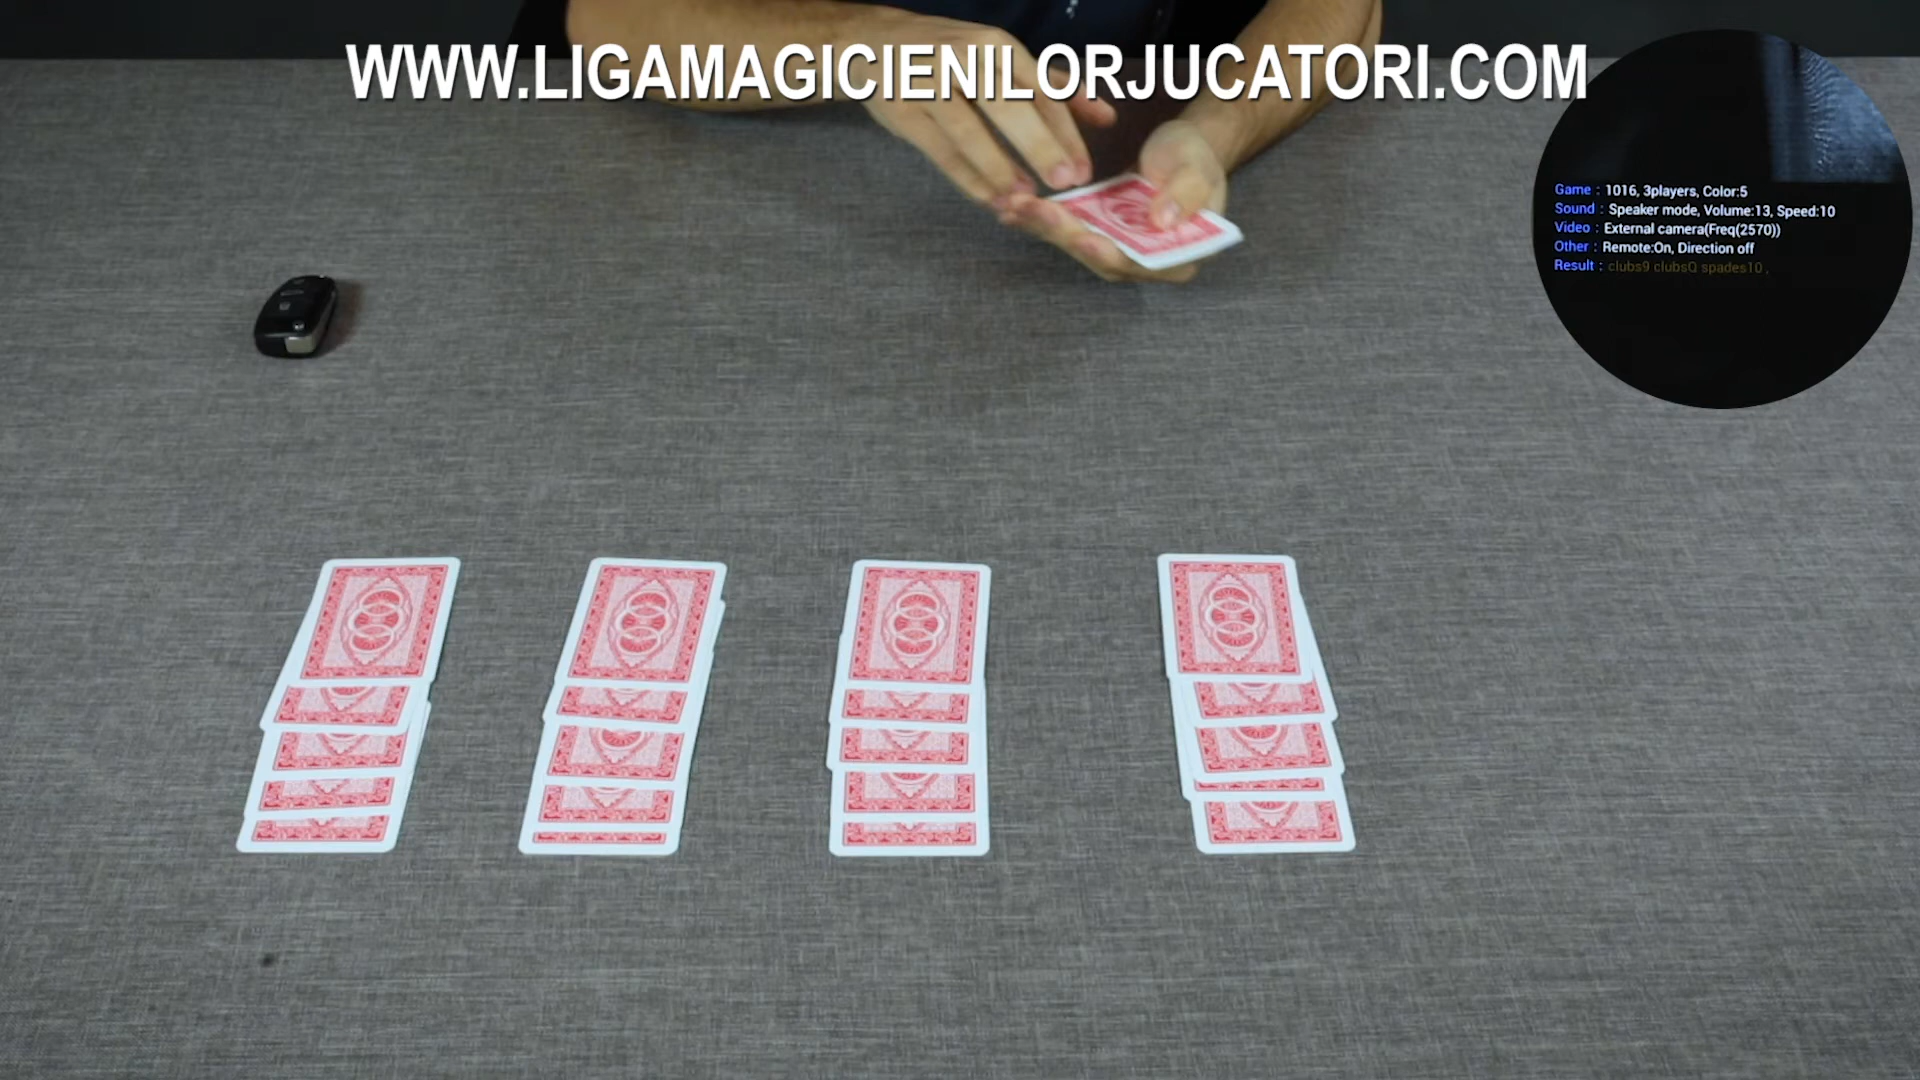 WWW.LIGAMAGICIENILORJUCATORI.COM
Game : 1016, 3players, Color:5
Sound : Speaker mode, Volume:13, Speed:10
Video : External camera(Freq(2570))
Other : Remote:On, Direction off
Result : clubs9 clubsQ spades10 ,